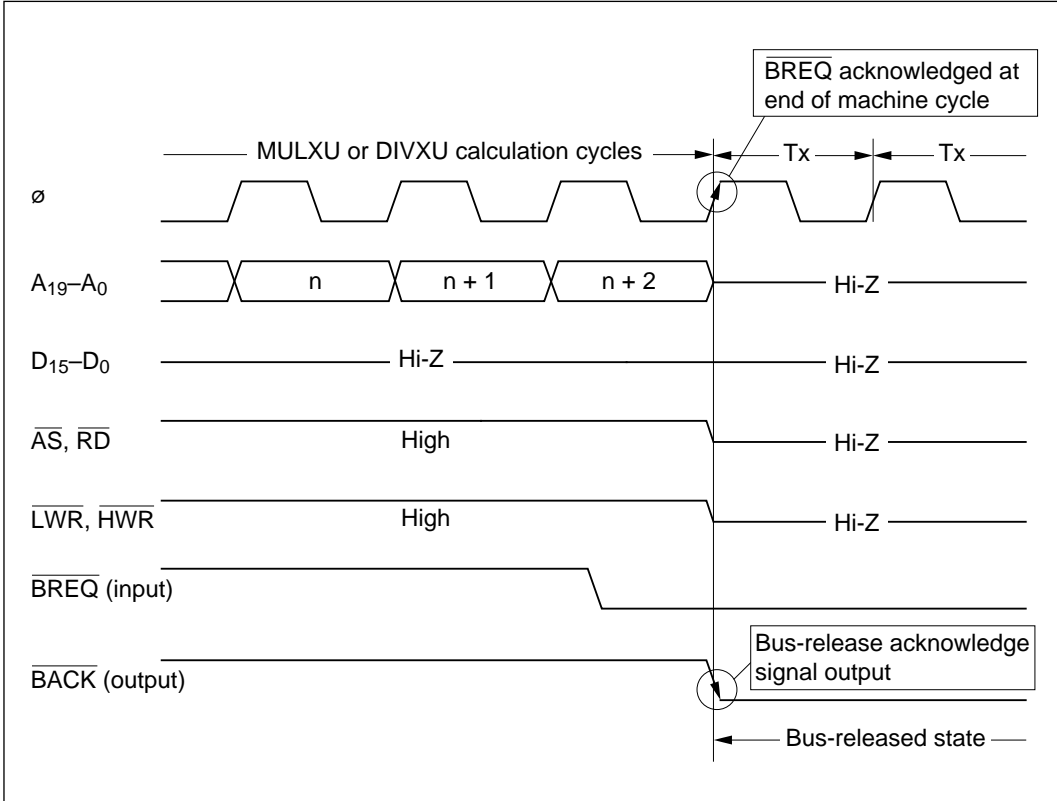 BREQ acknowledged at
end of machine cycle
MULXU or DIVXU calculation cycles
Tx
Tx
ø
A19–A0
n
n + 1
n + 2
Hi-Z
D15–D0
Hi-Z
Hi-Z
AS, RD
High
Hi-Z
LWR, HWR
High
Hi-Z
BREQ (input)
Bus-release acknowledge
signal output
BACK (output)
Bus-released state